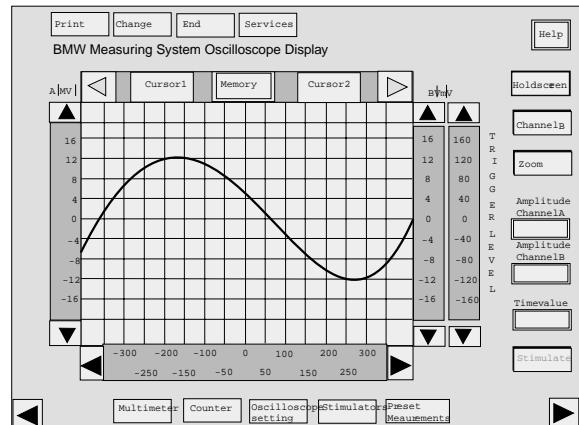 Print Change End Services
Help
BMW Measuring System Oscilloscope Display
Cursor1 Memory Cursor2
A MV
BVmV
Holdscreen
ChannelB
Zoom
Amplitude
ChannelA
Amplitude
ChannelB
Timevalue
Stimulate
16
12
8
4
0
-4
-8
-12
-16
16
12
8
4
0
-4
-8
-12
-16
160
120
80
40
0
-40
-80
-120
-160
TRIGGER LEVEL
-300 -200 -100 0 100 200 300
-250 -150 -50 50 150 250
Multimeter Counter Oscilloscope setting Stimulators Preset Meaurements